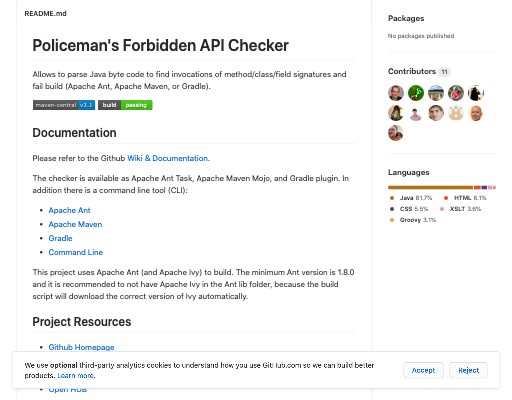 README.md
Policeman's Forbidden API Checker
Allows to parse Java byte code to find invocations of method/class/field signatures and
fail build (Apache Ant, Apache Maven, or Gradle).
maven-central v3.1 build passing
Documentation
Please refer to the Github Wiki & Documentation.
The checker is available as Apache Ant Task, Apache Maven Mojo, and Gradle plugin. In
addition there is a command line tool (CLI):
• Apache Ant
• Apache Maven
• Gradle
• Command Line
This project uses Apache Ant (and Apache Ivy) to build. The minimum Ant version is 1.8.0
and it is recommended to not have Apache Ivy in the Ant lib folder, because the build
script will download the correct version of Ivy automatically.
Project Resources
• Github Homepage
• Open HUB
Packages
No packages published
Contributors 11
Languages
Java 81.7% HTML 6.1%
CSS 5.5% XSLT 3.6%
Groovy 3.1%
We use optional third-party analytics cookies to understand how you use GitHub.com so we can build better
products. Learn more.
Accept Reject